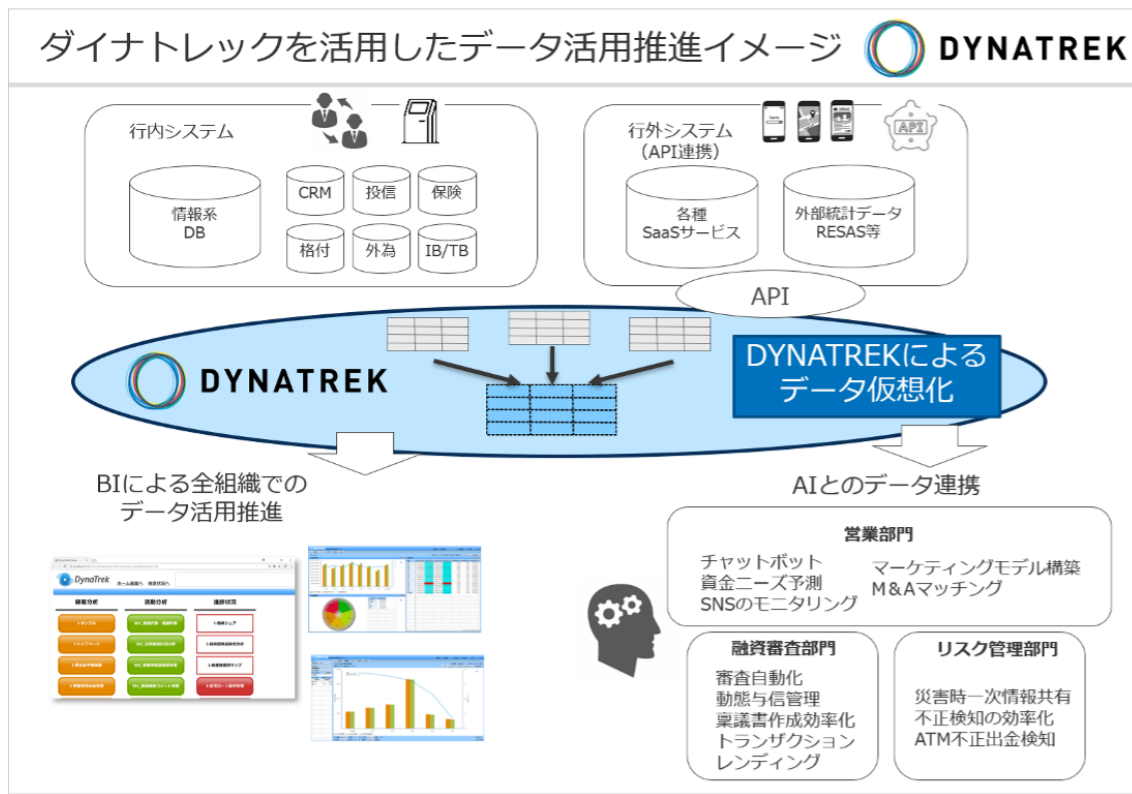 ダイナトレックを活用したデータ活用推進イメージ
DYNATREK
行内システム
情報系
DB
CRM
投信
保険
格付
外為
IB/TB
行外システム
(API連携)
API
各種
SaaSサービス
外部統計データ
RESAS等
API
DYNATREK
DYNATREKによる
データ仮想化
BIによる全組織での
データ活用推進
AIとのデータ連携
DynaTrek
顧客分析
活動分析
進捗状況
営業部門
チャットボット
資金ニーズ予測
SNSのモニタリング
マーケティングモデル構築
M&Aマッチング
融資審査部門
審査自動化
動態与信管理
稟議書作成効率化
トランザクション
レンディング
リスク管理部門
災害時一次情報共有
不正検知の効率化
ATM不正出金検知